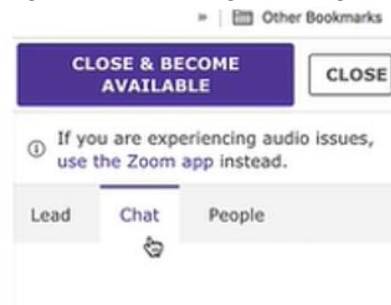 » Other Bookmarks
CLOSE & BECOME
AVAILABLE
CLOSE
If you are experiencing audio issues,
use the Zoom app instead.
Lead Chat People